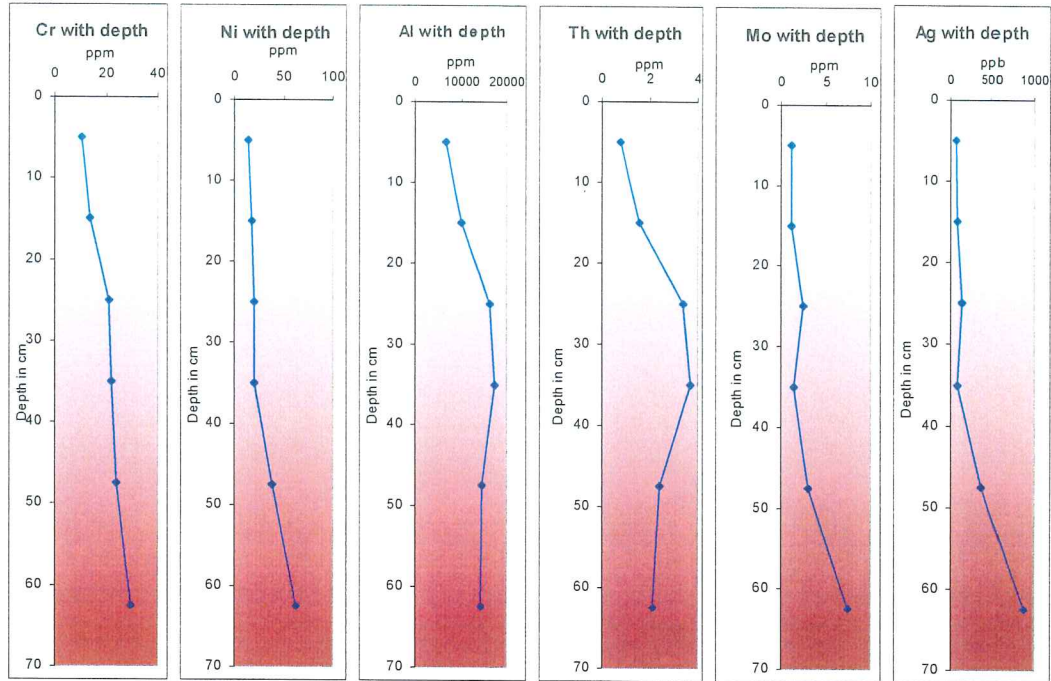 Cr with depth
ppm
0 20 40
0
10
20
30
40
50
60
70
Depth in cm
Ni with depth
ppm
0 50 100
0
10
20
30
40
50
60
70
Depth in cm
Al with depth
ppm
0 10000 20000
0
10
20
30
40
50
60
70
Depth in cm
Th with depth
ppm
0 2 4
0
10
20
30
40
50
60
70
Depth in cm
Mo with depth
ppm
0 5 10
0
10
20
30
40
50
60
70
Depth in cm
Ag with depth
ppb
0 500 1000
0
10
20
30
40
50
60
70
Depth in cm